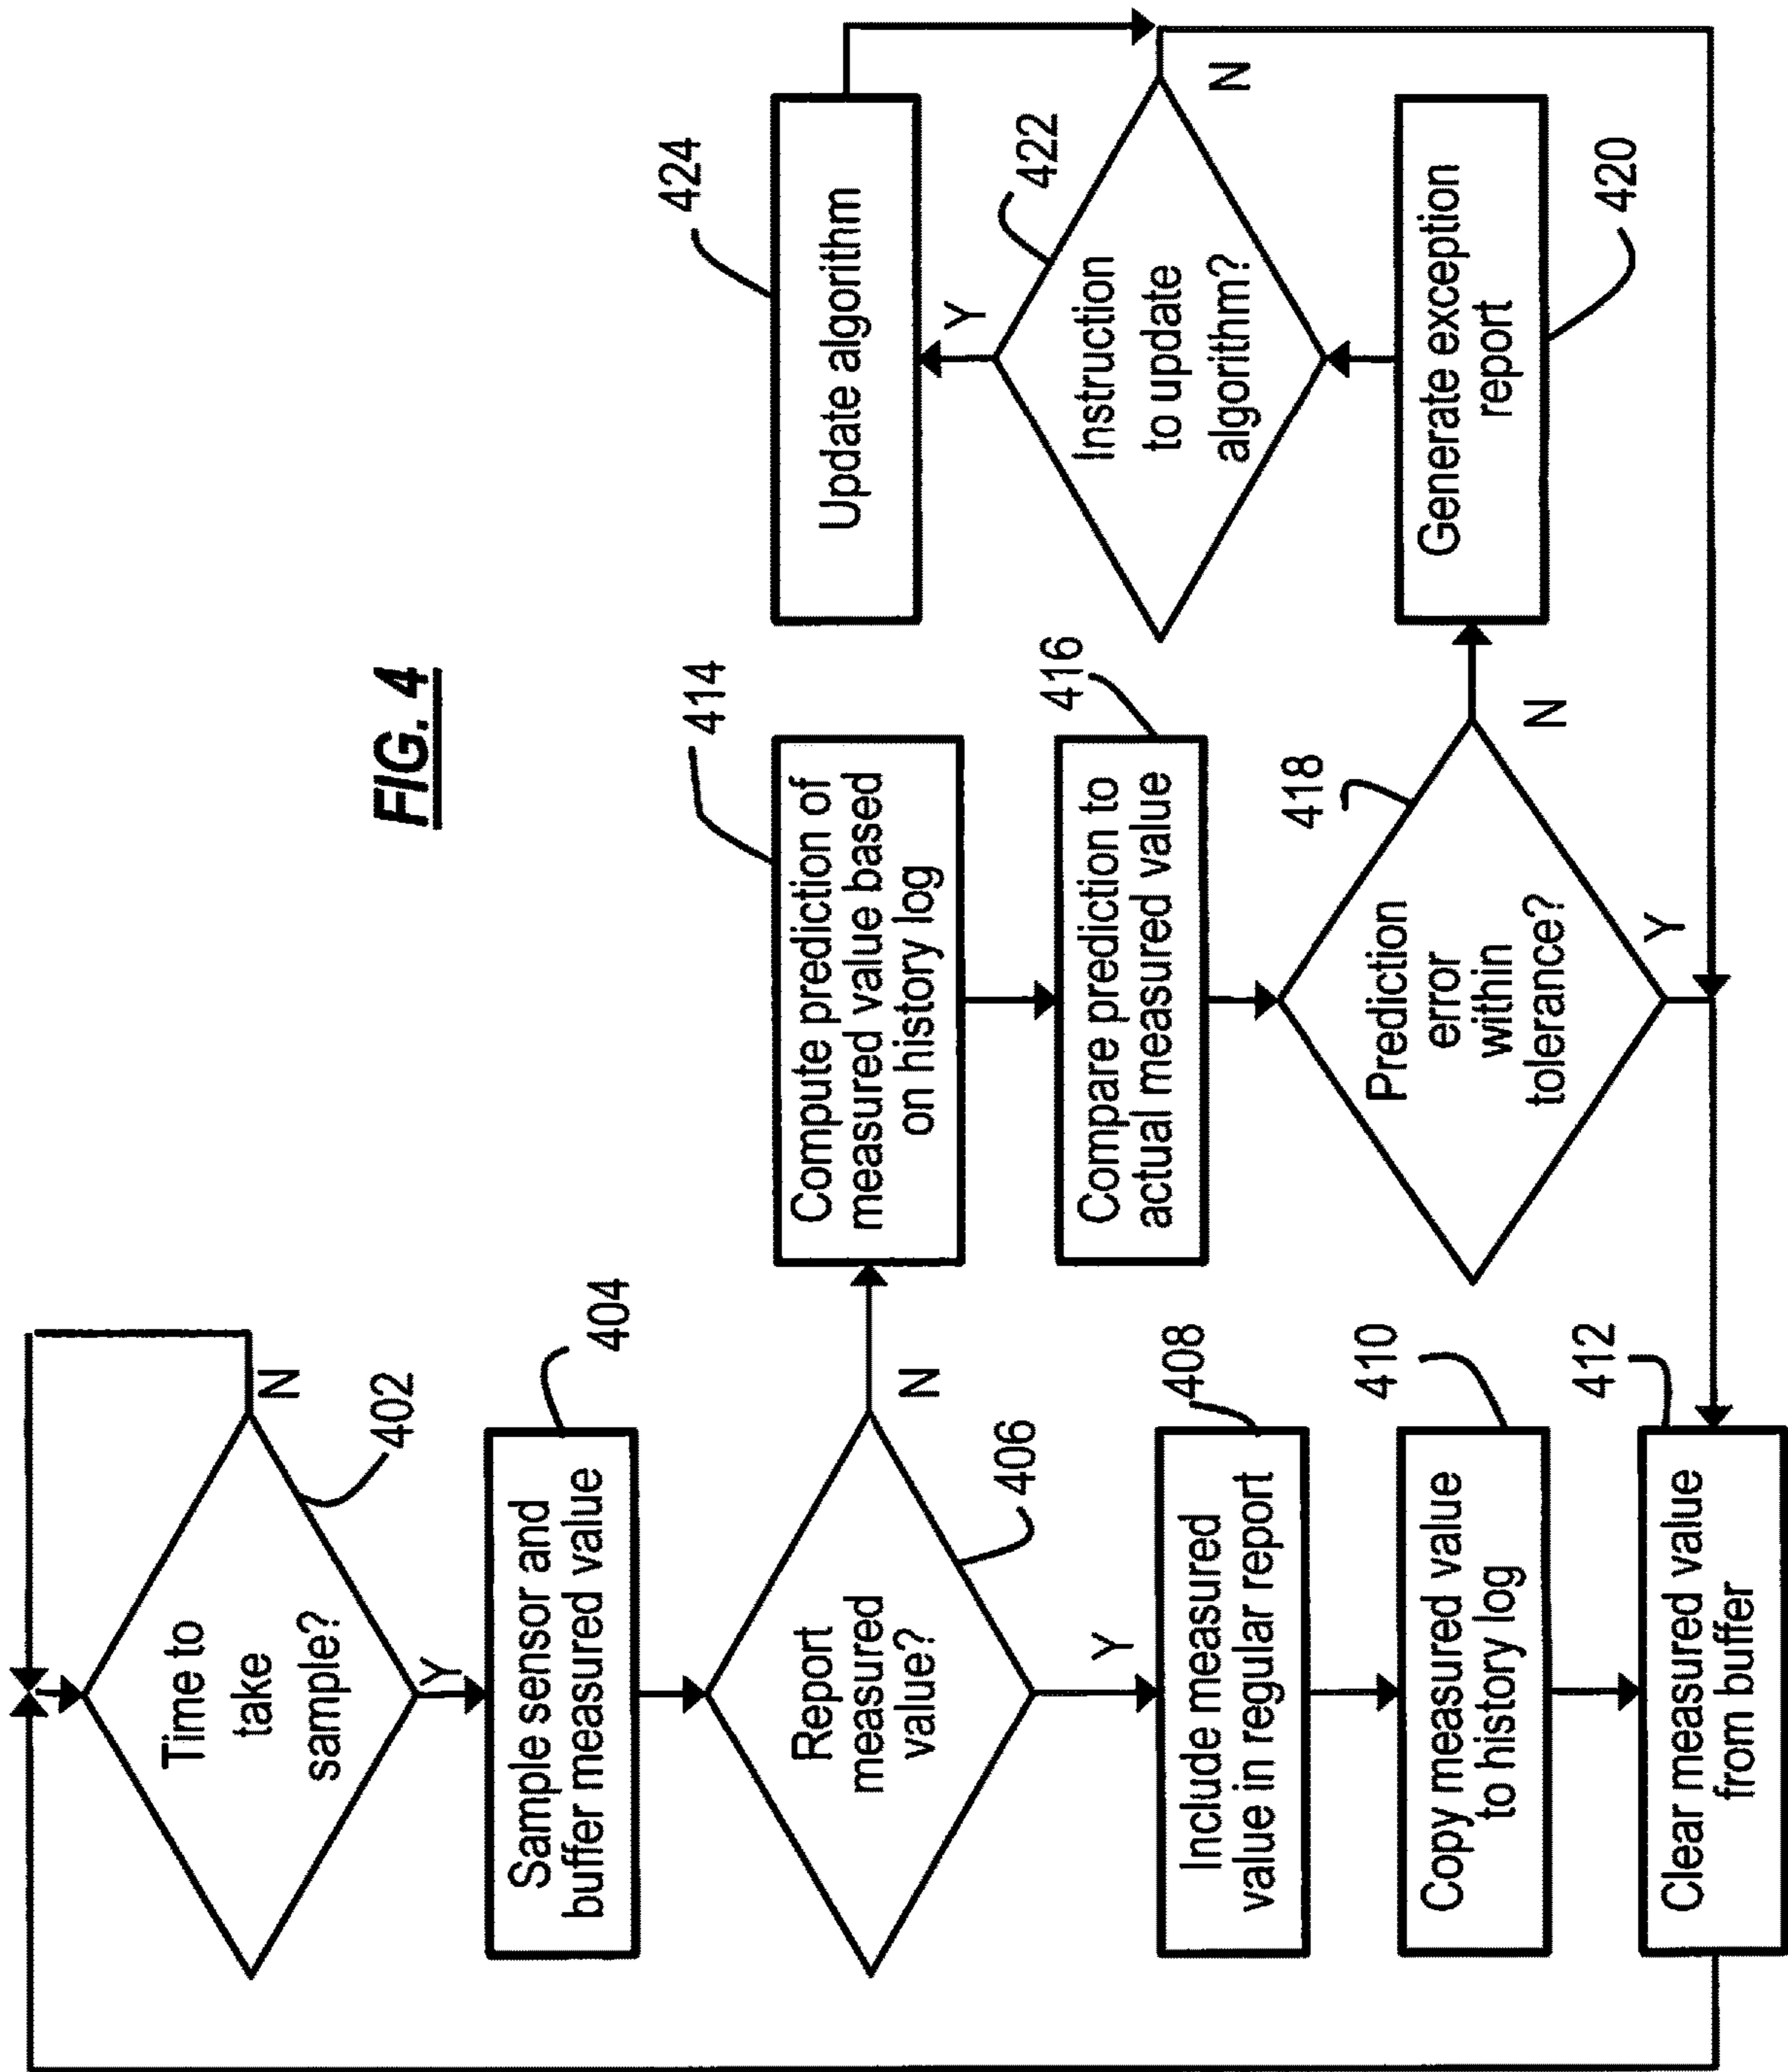 FIG. 4
Time to
take
sample?
N
402
Y
Sample sensor and
buffer measured value
404
Report
measured
value?
406
N
Y
Include measured
value in regular report
408
Copy measured value
to history log
410
Clear measured value
from buffer
412
Compute prediction of
measured value based
on history log
414
Compare prediction to
actual measured value
416
Prediction
error
within
tolerance?
418
N
Y
Generate exception
report
420
Instruction
to update
algorithm?
422
Y
N
Update algorithm
424